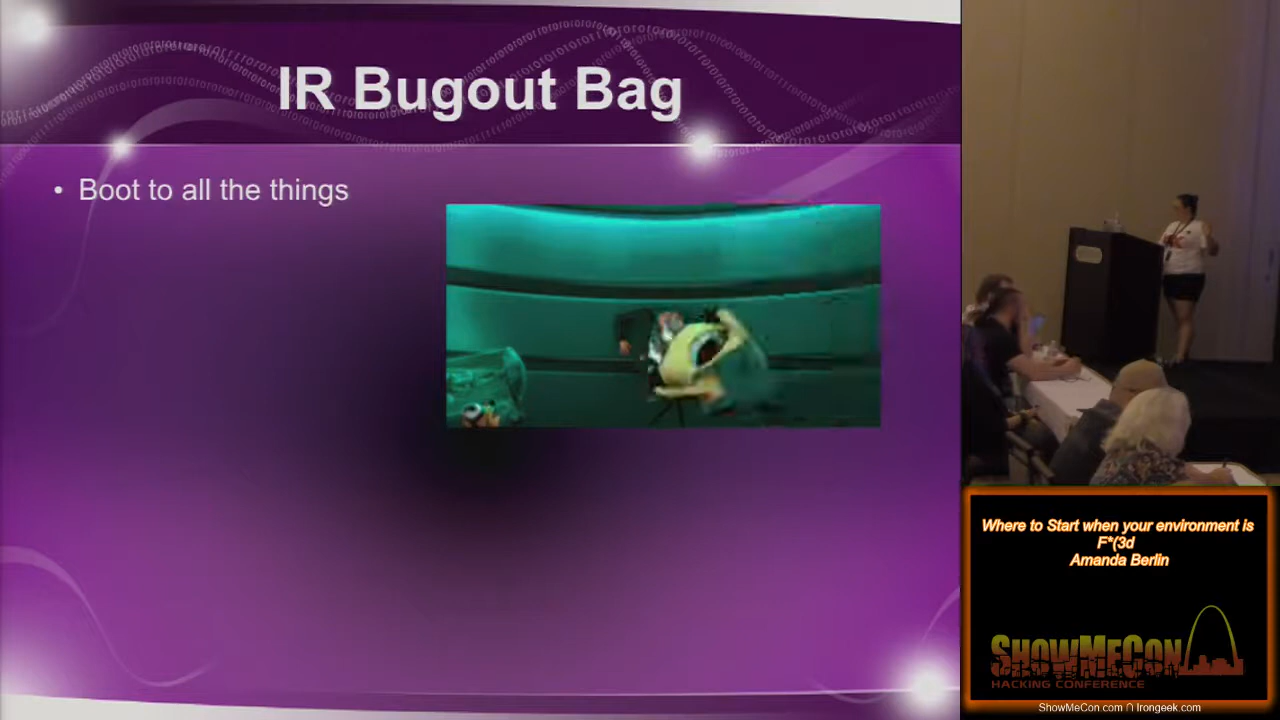 IR Bugout Bag
• Boot to all the things
Where to Start when your environment is
F*(3d
Amanda Berlin
SHOWMECON
HACKING CONFERENCE
ShowMeCon.com ∩ Irongeek.com